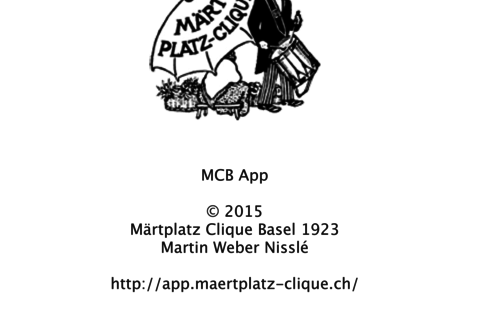 MÄRT
PLATZ-CLIQUE
MCB App
© 2015
Märtplatz Clique Basel 1923
Martin Weber Nisslé
http://app.maertplatz-clique.ch/